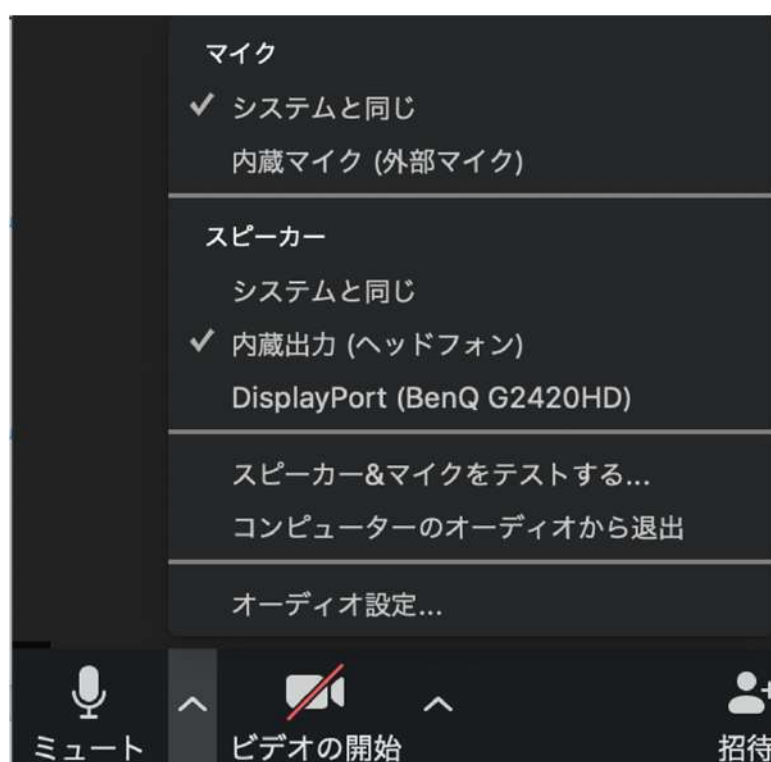 マイク
システムと同じ
内蔵マイク (外部マイク)
スピーカー
システムと同じ
内蔵出力 (ヘッドフォン)
DisplayPort (BenQ G2420HD)
スピーカー&マイクをテストする...
コンピューターのオーディオから退出
オーディオ設定...
ミュート
ビデオの開始
招待